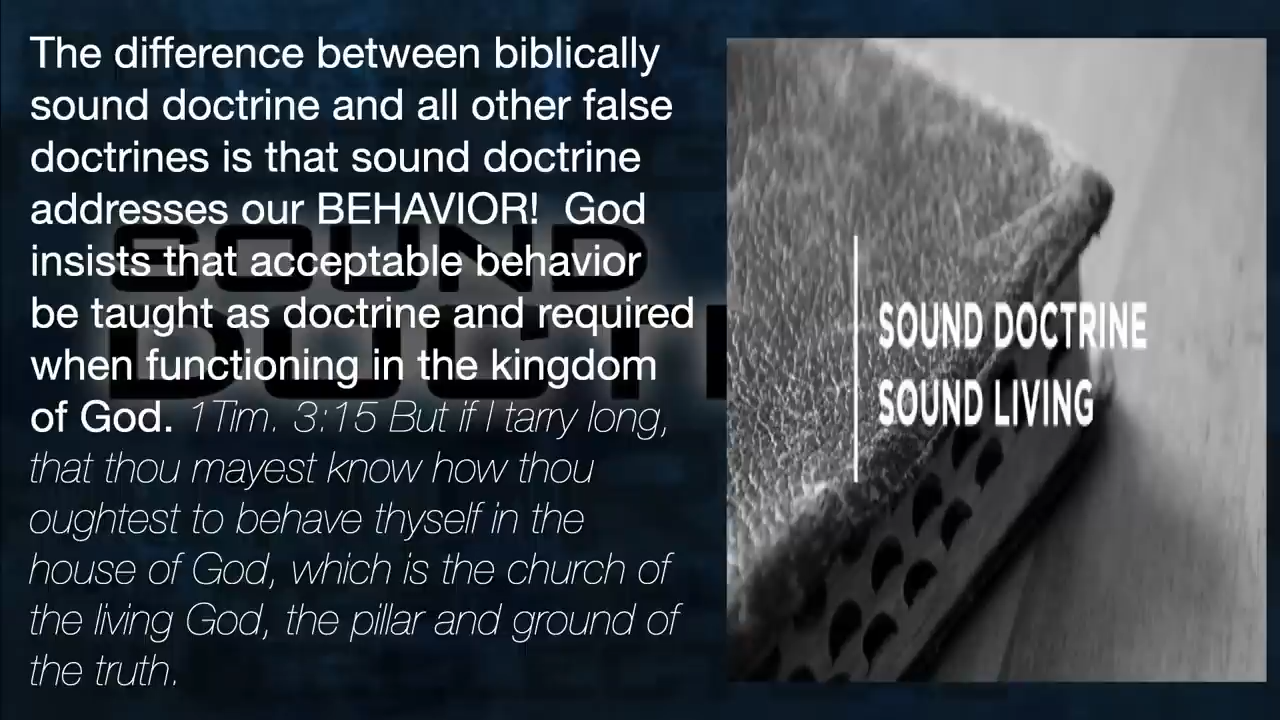 The difference between biblically
sound doctrine and all other false
doctrines is that sound doctrine
addresses our BEHAVIOR!  God
insists that acceptable behavior
be taught as doctrine and required
when functioning in the kingdom
of God. 1Tim. 3:15 But if I tarry long,
that thou mayest know how thou
oughtest to behave thyself in the
house of God, which is the church of
the living God, the pillar and ground of
the truth.
SOUND
DOCT
SOUND DOCTRINE
SOUND LIVING